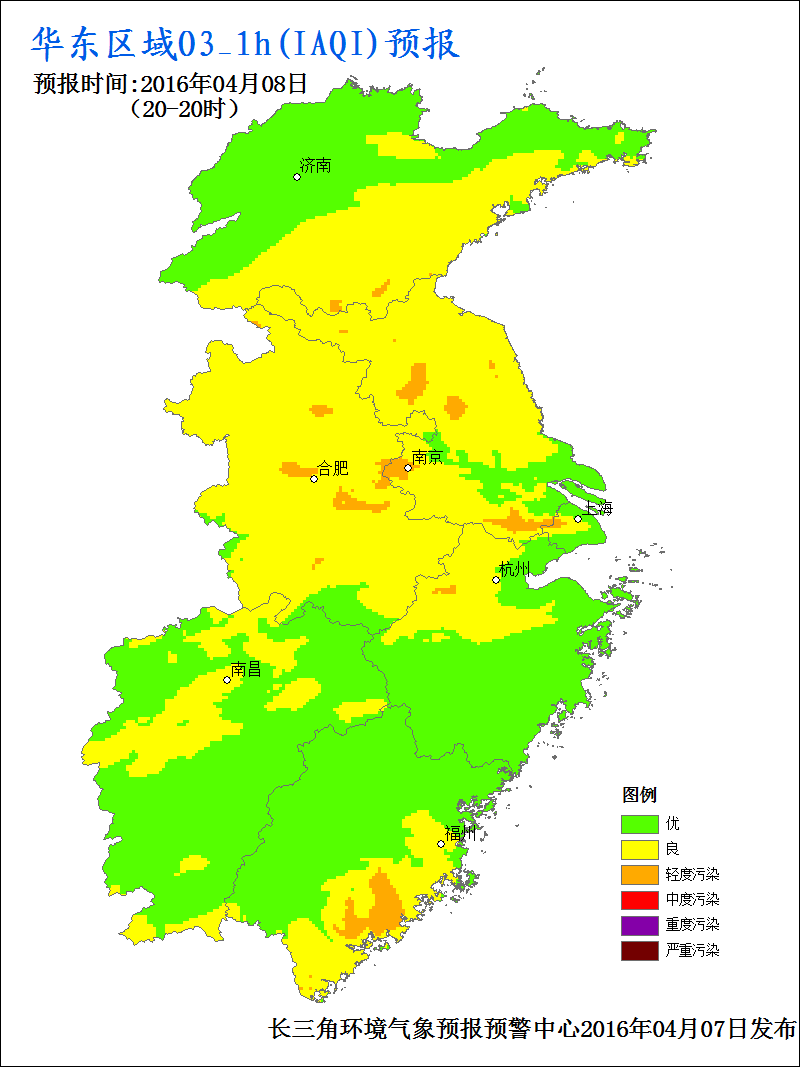 华东区域O3_1h(IAQI)预报
预报时间:2016年04月08日
（20-20时）
济南
南京
合肥
上海
杭州
南昌
福州
图例
优
良
轻度污染
中度污染
重度污染
严重污染
长三角环境气象预报预警中心2016年04月07日发布